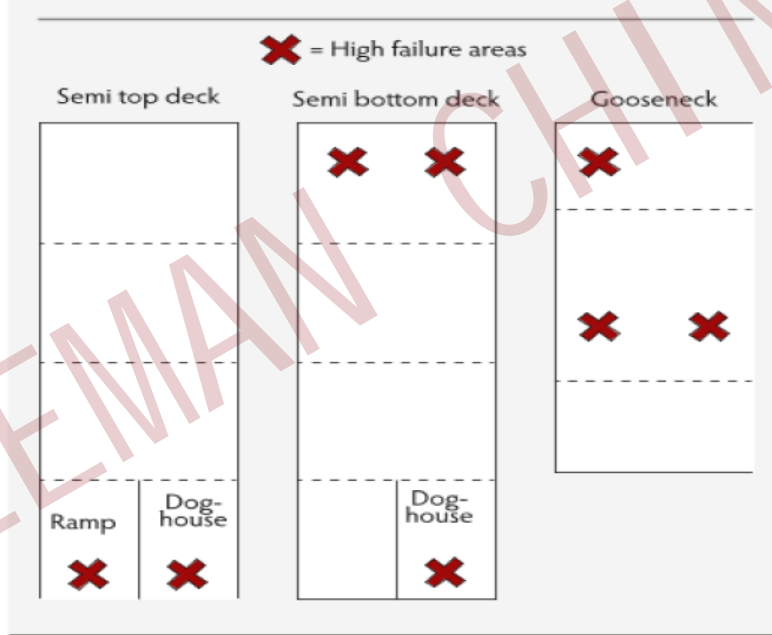 = High failure areas
Semi top deck
Semi bottom deck
Gooseneck
Ramp
Dog-
house
Dog-
house